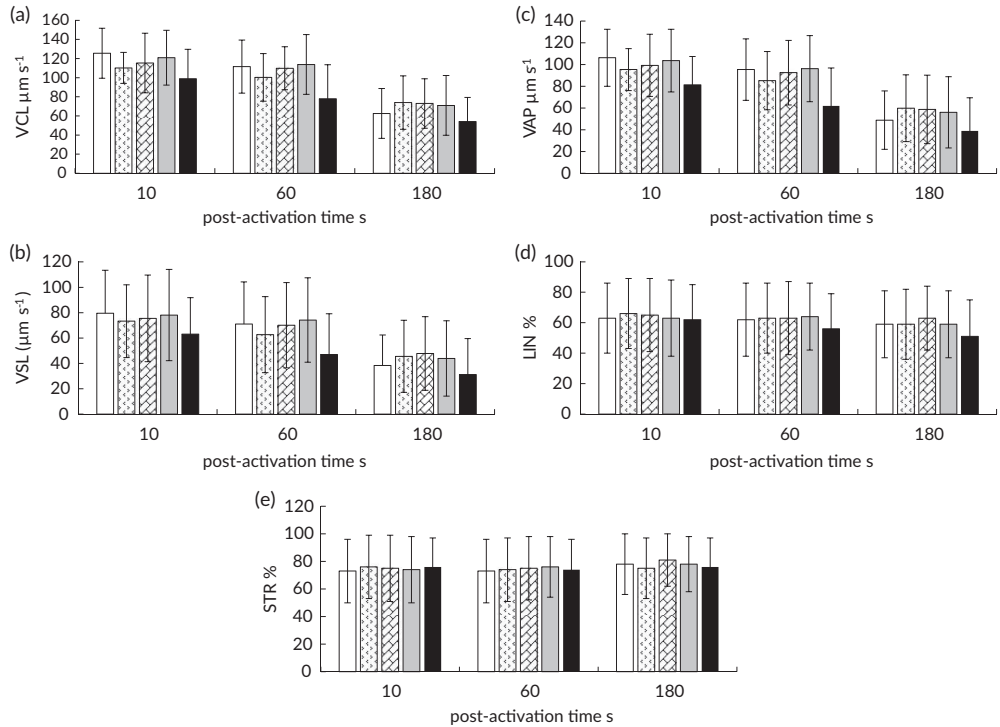 (a)
160
140
120
100
80
60
40
20
0
VCL µm s⁻¹
10 60 180
post-activation time s
(c)
140
120
100
80
60
40
20
0
VAP µm s⁻¹
10 60 180
post-activation time s
(b)
120
100
80
60
40
20
0
VSL (µm s⁻¹)
10 60 180
post-activation time s
(d)
100
80
60
40
20
0
LIN %
10 60 180
post-activation time s
(e)
120
100
80
60
40
20
0
STR %
10 60 180
post-activation time s